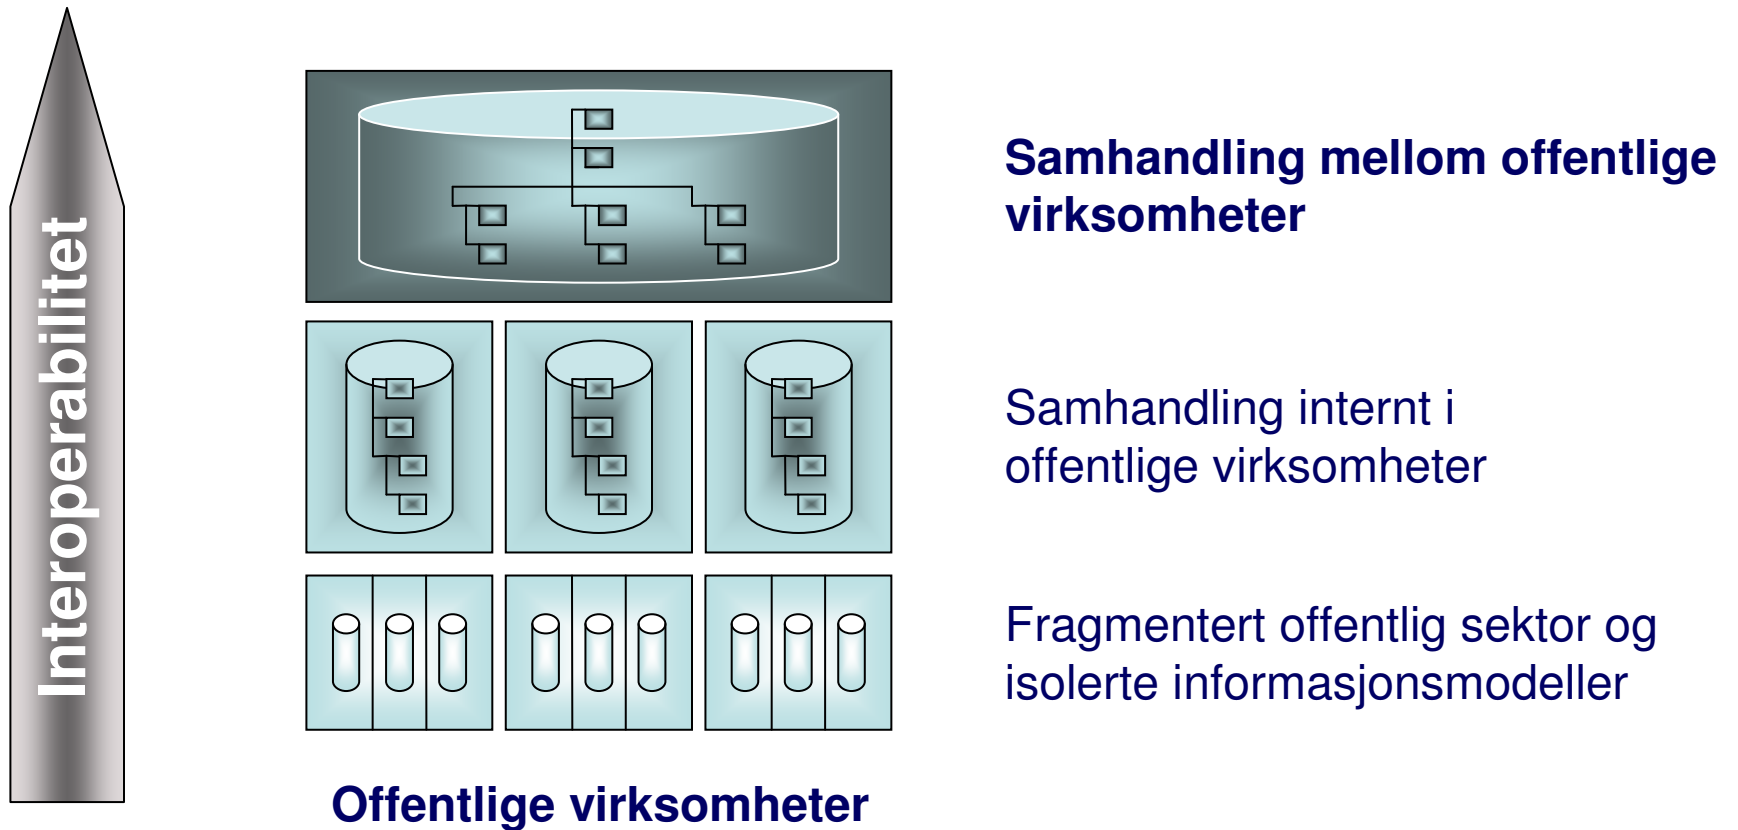 Interoperabilitet
Samhandling mellom offentlige
virksomheter
Samhandling internt i
offentlige virksomheter
Fragmentert offentlig sektor og
isolerte informasjonsmodeller
Offentlige virksomheter